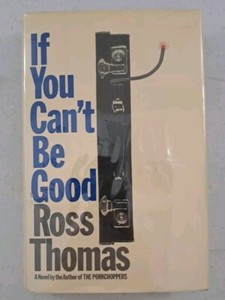 If
You
Can't
Be
Good
Ross
Thomas
A Novel by the Author of THE PORKCHOPPERS